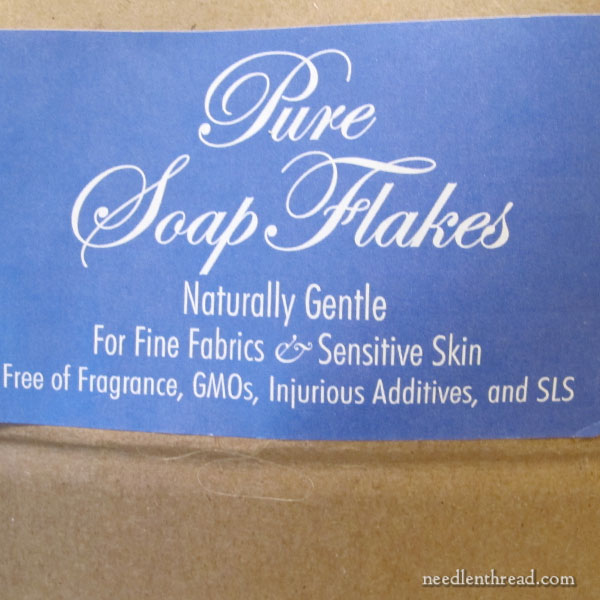 Pure
Soap Flakes
Naturally Gentle
For Fine Fabrics & Sensitive Skin
Free of Fragrance, GMOs, Injurious Additives, and SLS
needlenthread.com